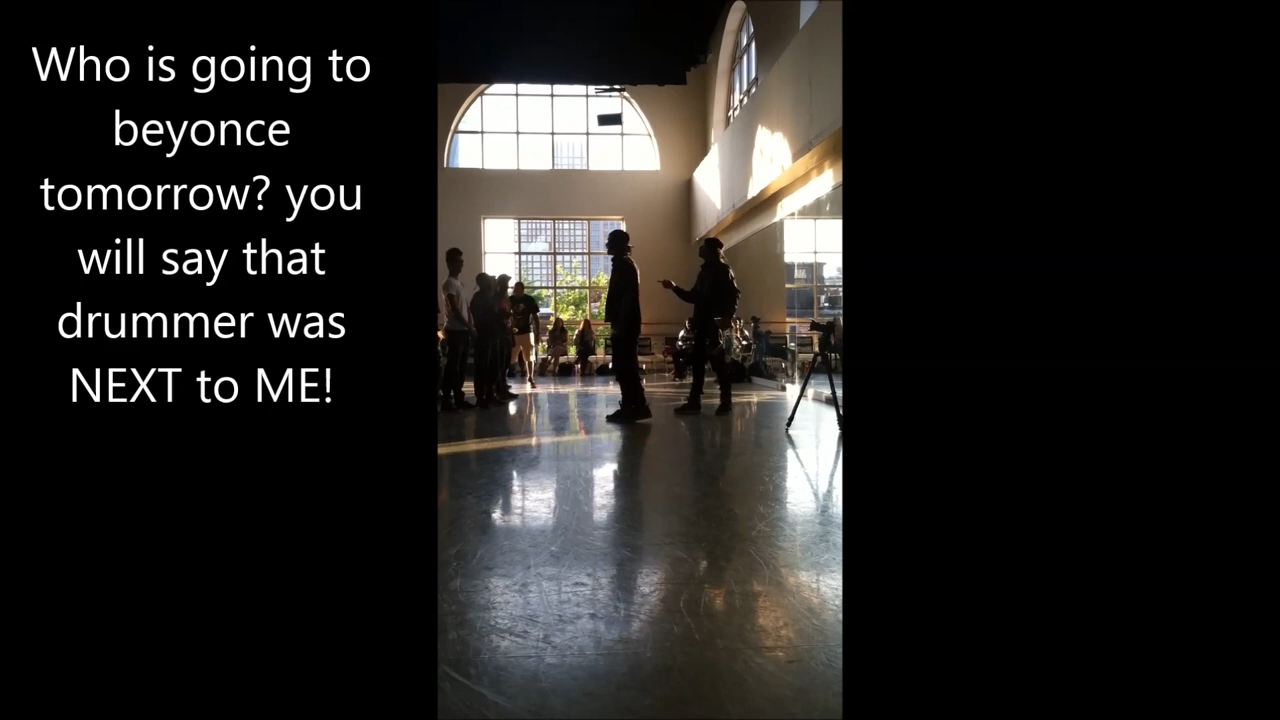 Who is going to
beyonce
tomorrow? you
will say that
drummer was
NEXT to ME!